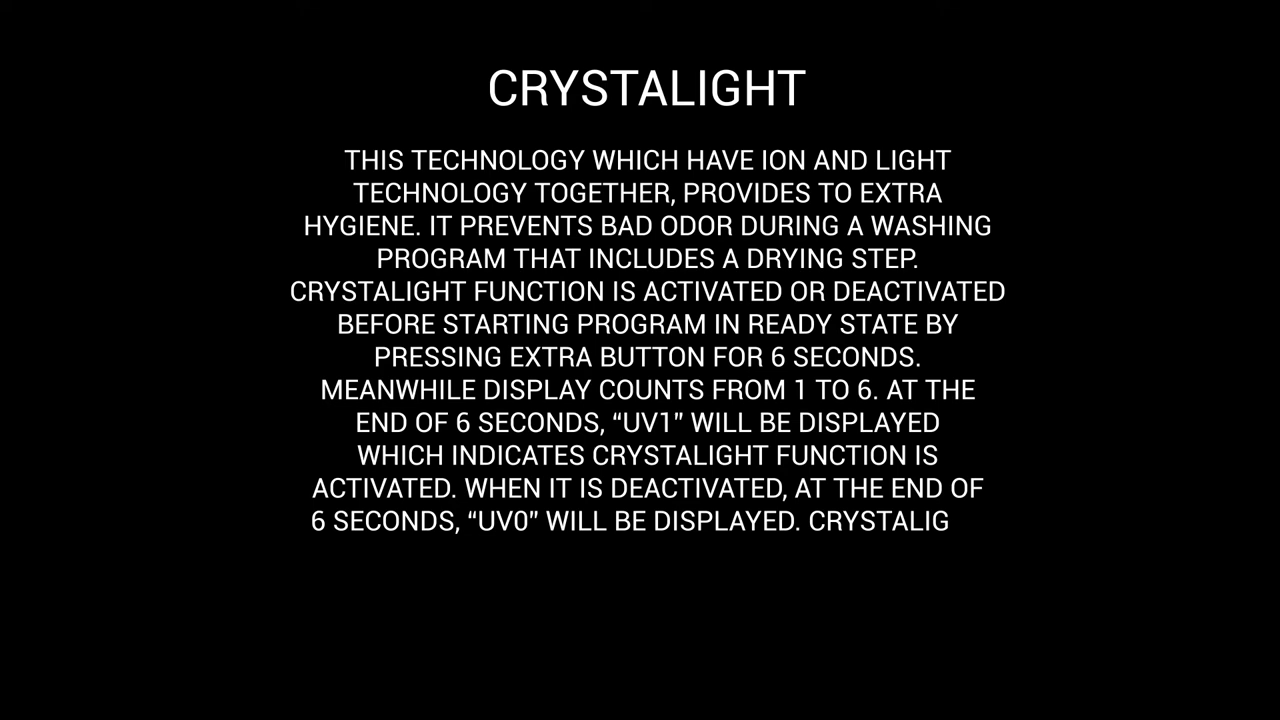 CRYSTALIGHT
THIS TECHNOLOGY WHICH HAVE ION AND LIGHT
TECHNOLOGY TOGETHER, PROVIDES TO EXTRA
HYGIENE. IT PREVENTS BAD ODOR DURING A WASHING
PROGRAM THAT INCLUDES A DRYING STEP.
CRYSTALIGHT FUNCTION IS ACTIVATED OR DEACTIVATED
BEFORE STARTING PROGRAM IN READY STATE BY
PRESSING EXTRA BUTTON FOR 6 SECONDS.
MEANWHILE DISPLAY COUNTS FROM 1 TO 6. AT THE
END OF 6 SECONDS, “UV1” WILL BE DISPLAYED
WHICH INDICATES CRYSTALIGHT FUNCTION IS
ACTIVATED. WHEN IT IS DEACTIVATED, AT THE END OF
6 SECONDS, “UV0” WILL BE DISPLAYED. CRYSTALIG